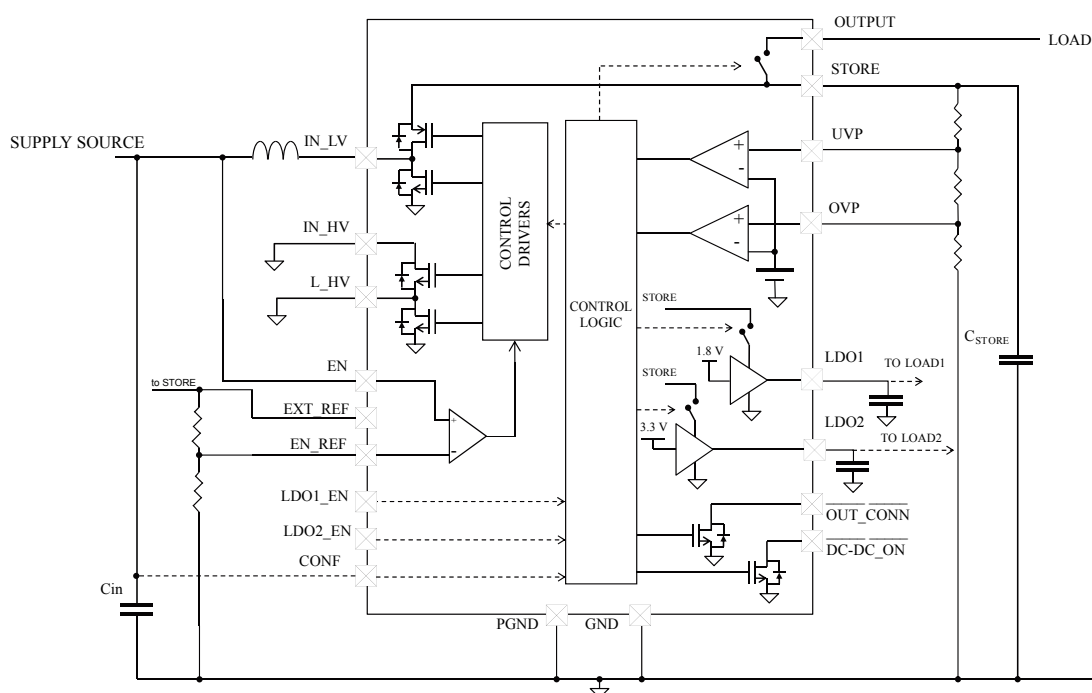 OUTPUT
LOAD
STORE
SUPPLY SOURCE
IN_LV
UVP
+
-
IN_HV
OVP
+
-
CONTROL
DRIVERS
L_HV
CONTROL
LOGIC
STORE
CSTORE
1.8 V
LDO1
TO LOAD1
EN
to STORE
STORE
EXT_REF
+
LDO2
3.3 V
TO LOAD2
EN_REF
-
LDO1_EN
OUT_CONN
LDO2_EN
DC-DC_ON
CONF
Cin
PGND
GND